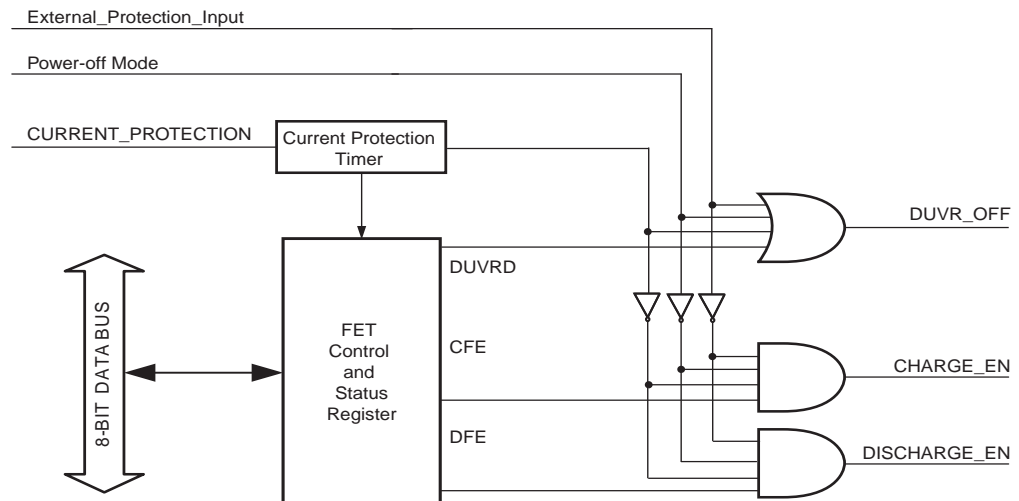 External_Protection_Input
Power-off Mode
CURRENT_PROTECTION
Current Protection
Timer
DUVR_OFF
DUVRD
8-BIT DATA BUS
FET
Control
and
Status
Register
CFE
CHARGE_EN
DFE
DISCHARGE_EN